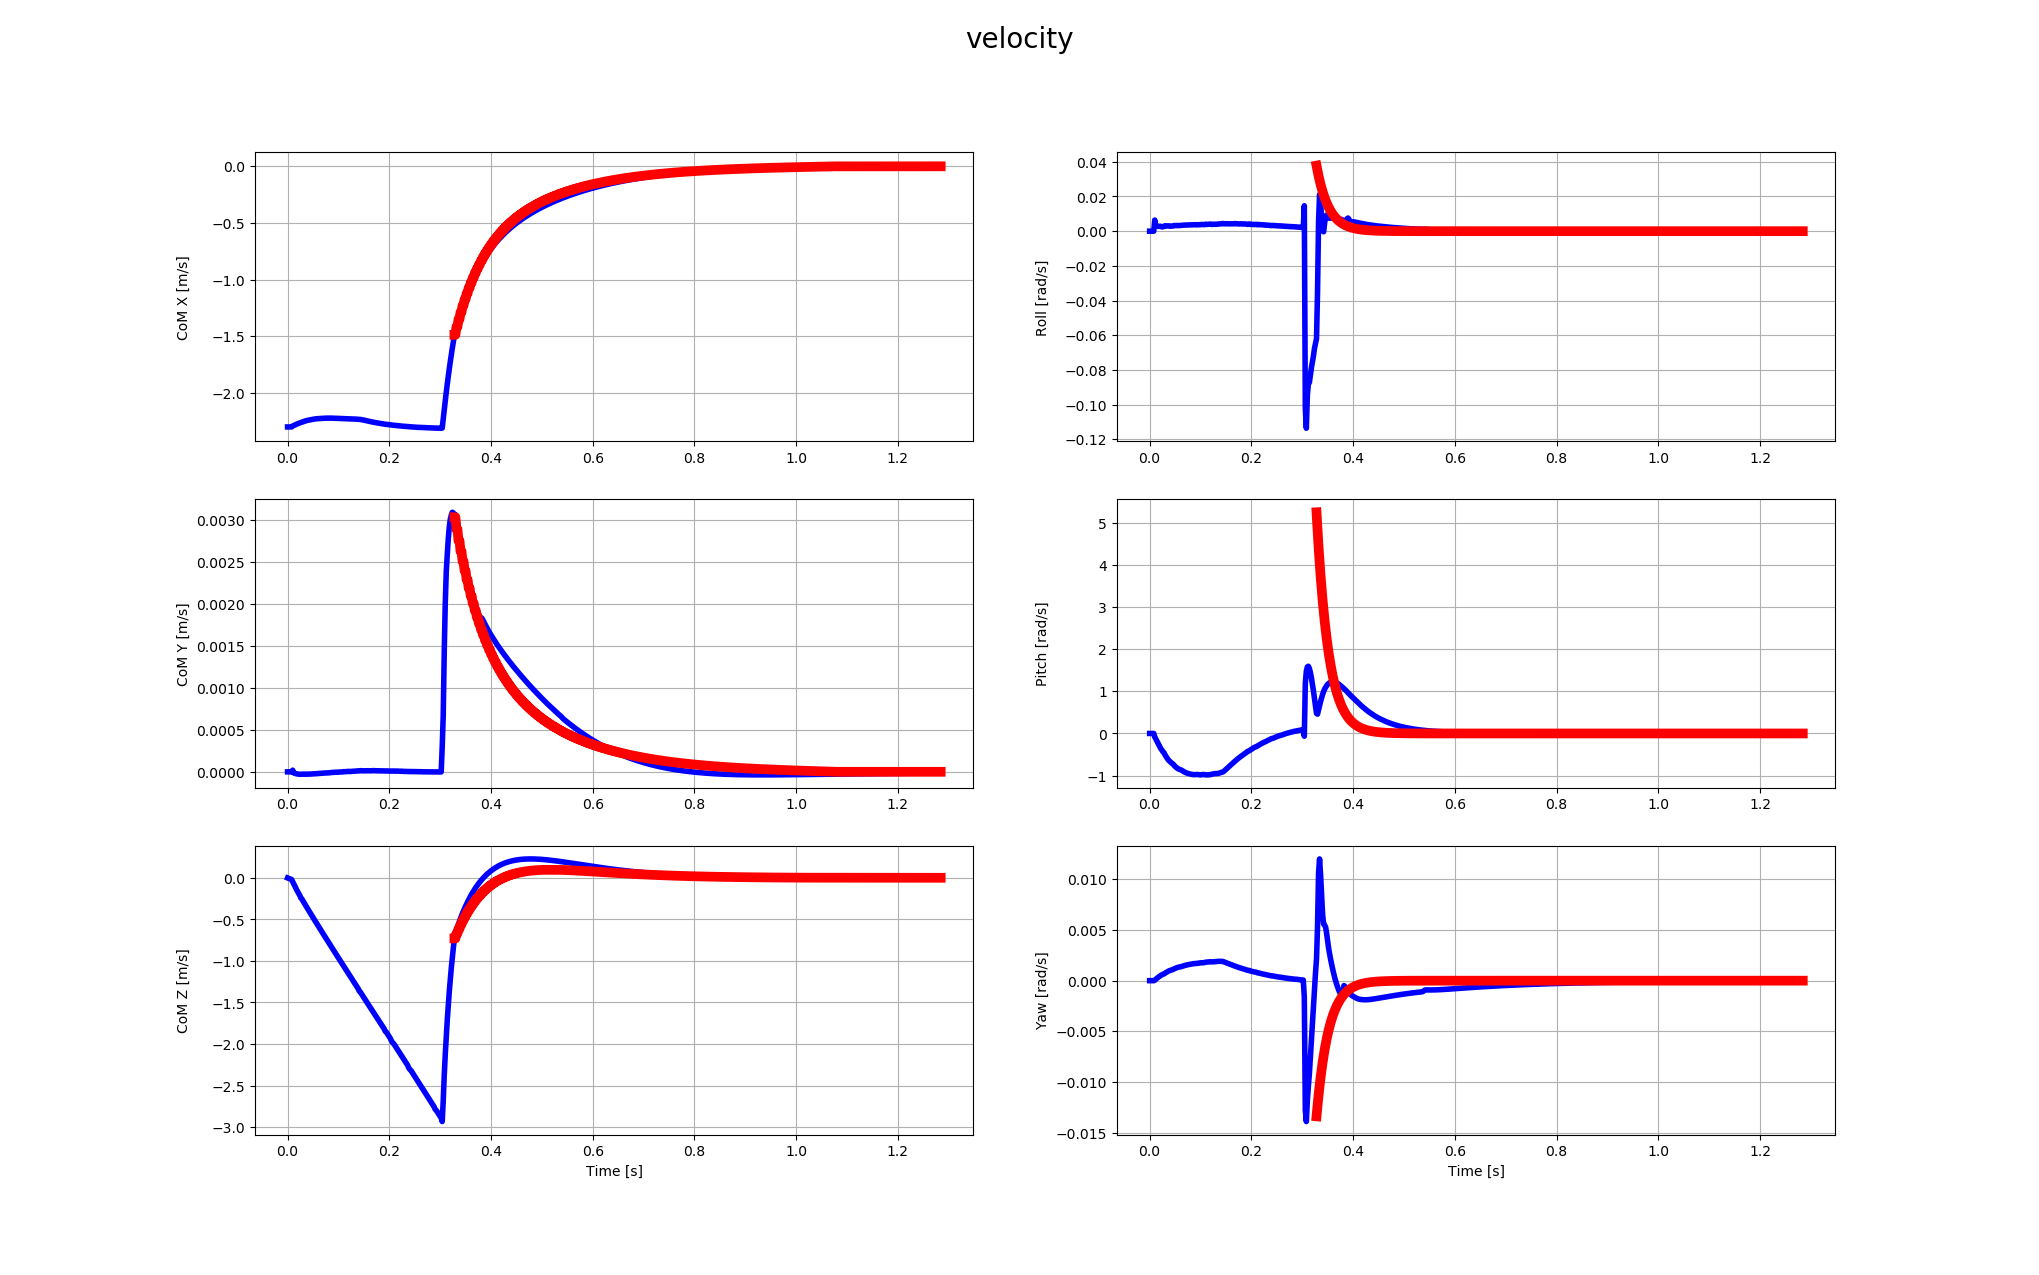 velocity
CoM X [m/s]
0.0
−0.5
−1.0
−1.5
−2.0
0.0 0.2 0.4 0.6 0.8 1.0 1.2
Roll [rad/s]
0.04
0.02
0.00
−0.02
−0.04
−0.06
−0.08
−0.10
−0.12
0.0 0.2 0.4 0.6 0.8 1.0 1.2
CoM Y [m/s]
0.0030
0.0025
0.0020
0.0015
0.0010
0.0005
0.0000
0.0 0.2 0.4 0.6 0.8 1.0 1.2
Pitch [rad/s]
5
4
3
2
1
0
−1
0.0 0.2 0.4 0.6 0.8 1.0 1.2
CoM Z [m/s]
0.0
−0.5
−1.0
−1.5
−2.0
−2.5
−3.0
0.0 0.2 0.4 0.6 0.8 1.0 1.2
Time [s]
Yaw [rad/s]
0.010
0.005
0.000
−0.005
−0.010
−0.015
0.0 0.2 0.4 0.6 0.8 1.0 1.2
Time [s]